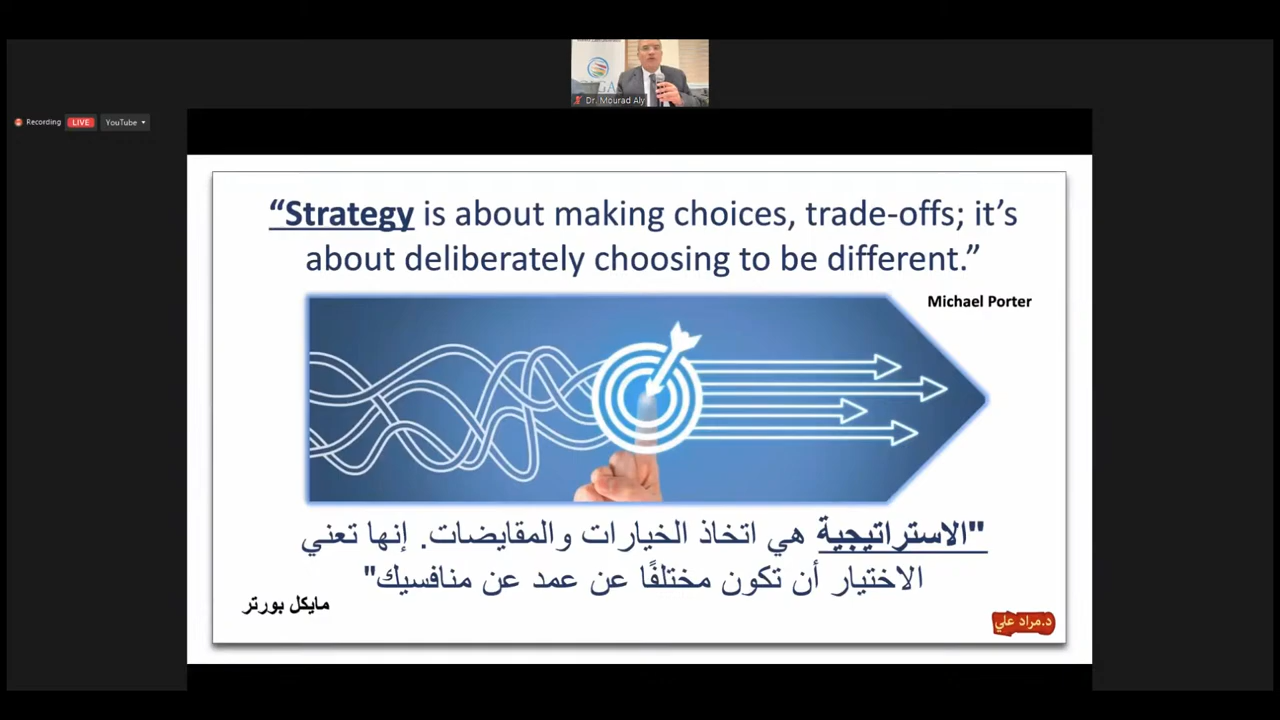 Dr. Mourad Aly
Recording
LIVE
YouTube
“Strategy is about making choices, trade-offs; it’s
about deliberately choosing to be different.”
Michael Porter
"الاستراتيجية هي اتخاذ الخيارات والمقايضات. إنها تعني
الاختيار أن تكون مختلفًا عن عمد عن منافسيك"
مايكل بورتر
د.مراد علي